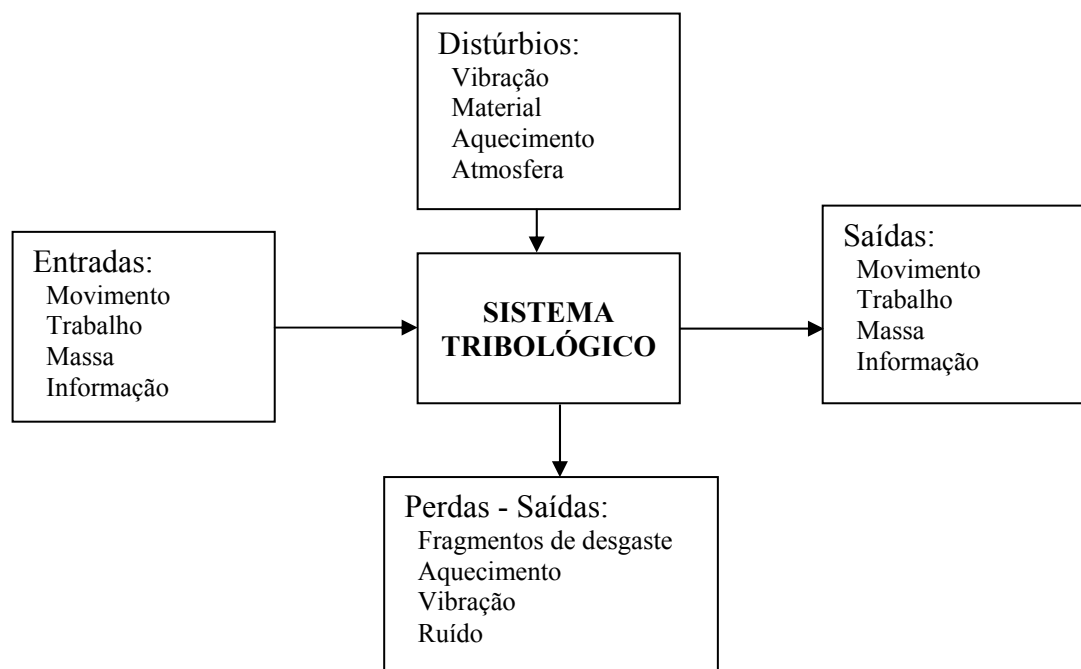 Distúrbios:
Vibração
Material
Aquecimento
Atmosfera
Entradas:
Movimento
Trabalho
Massa
Informação
SISTEMA
TRIBOLÓGICO
Saídas:
Movimento
Trabalho
Massa
Informação
Perdas - Saídas:
Fragmentos de desgaste
Aquecimento
Vibração
Ruído